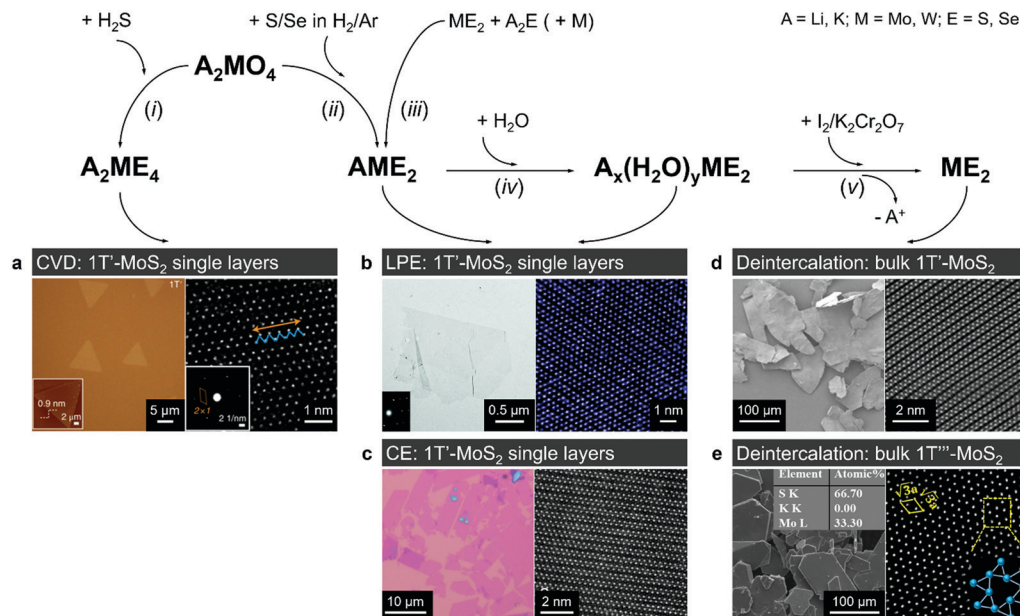 + H₂S
+ S/Se in H₂/Ar
ME₂ + A₂E ( + M)
A = Li, K; M = Mo, W; E = S, Se
A₂MO₄
(i)
(ii)
(iii)
+ H₂O
+ I₂/K₂Cr₂O₇
A₂ME₄
AME₂
(iv)
Aₓ(H₂O)ᵧME₂
(v)
ME₂
- A⁺
a CVD: 1T’-MoS₂ single layers
1T'
0.9 nm
2 µm
5 µm
2×1
2 1/nm
1 nm
b LPE: 1T’-MoS₂ single layers
0.5 µm
1 nm
c CE: 1T’-MoS₂ single layers
10 µm
2 nm
d Deintercalation: bulk 1T’-MoS₂
100 µm
2 nm
e Deintercalation: bulk 1T’’’-MoS₂
Element Atomic%
S K 66.70
K K 0.00
Mo L 33.30
100 µm
√3a √3a